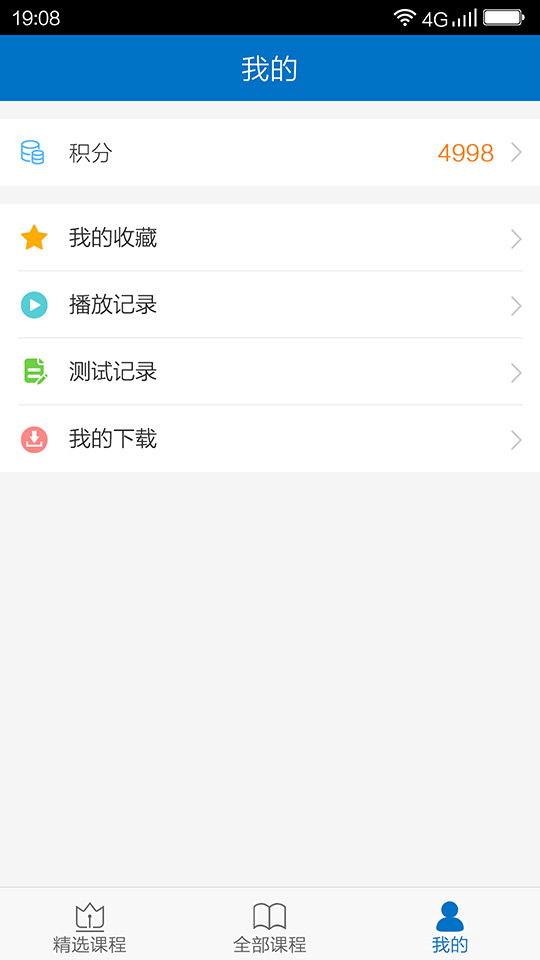 19:08 4G
我的
积分 4998
我的收藏
播放记录
测试记录
我的下载
精选课程 全部课程 我的